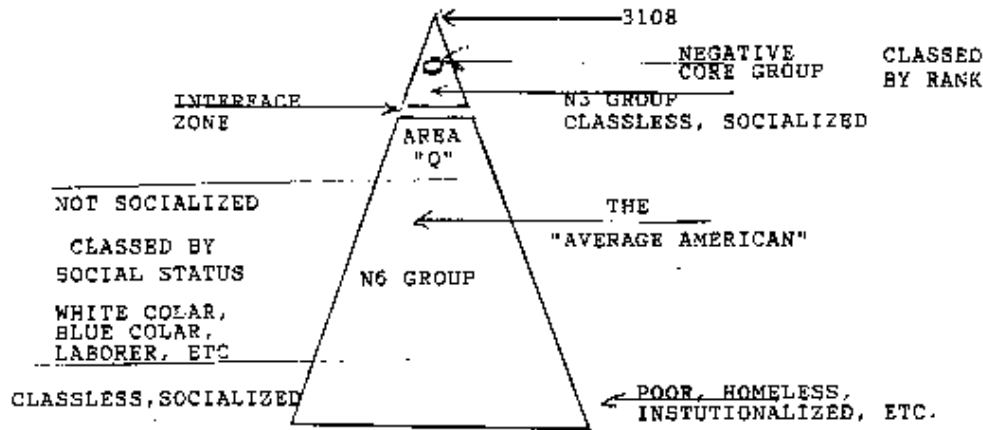 3108
NEGATIVE
CORE GROUP
CLASSED
BY RANK
INTERFACE
ZONE
N3 GROUP
CLASSLESS, SOCIALIZED
AREA
"Q"
NOT SOCIALIZED
THE
"AVERAGE AMERICAN"
CLASSED BY
SOCIAL STATUS
N6 GROUP
WHITE COLAR,
BLUE COLAR,
LABORER, ETC
CLASSLESS,SOCIALIZED
POOR, HOMELESS,
INSTUTIONALIZED, ETC.